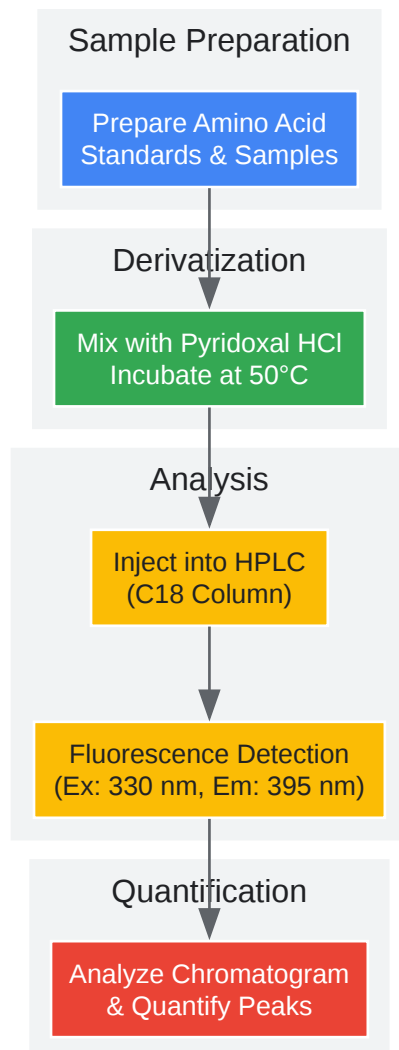 Sample Preparation
Prepare Amino Acid
Standards & Samples
Derivatization
Mix with Pyridoxal HCl
Incubate at 50°C
Analysis
Inject into HPLC
(C18 Column)
Fluorescence Detection
(Ex: 330 nm, Em: 395 nm)
Quantification
Analyze Chromatogram
& Quantify Peaks